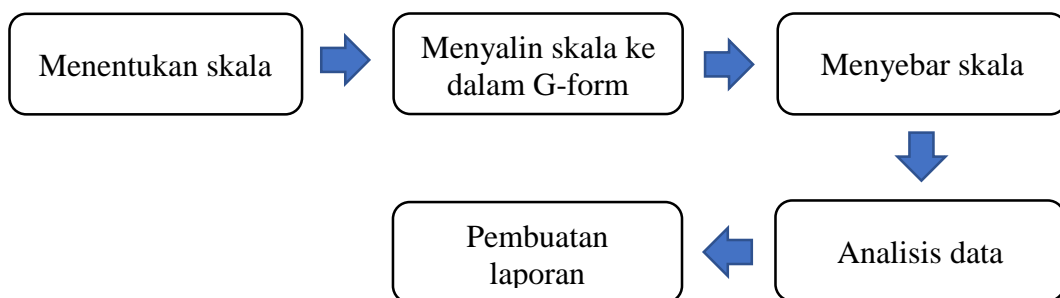 Menentukan skala
Menyalin skala ke
dalam G-form
Menyebar skala
Analisis data
Pembuatan
laporan